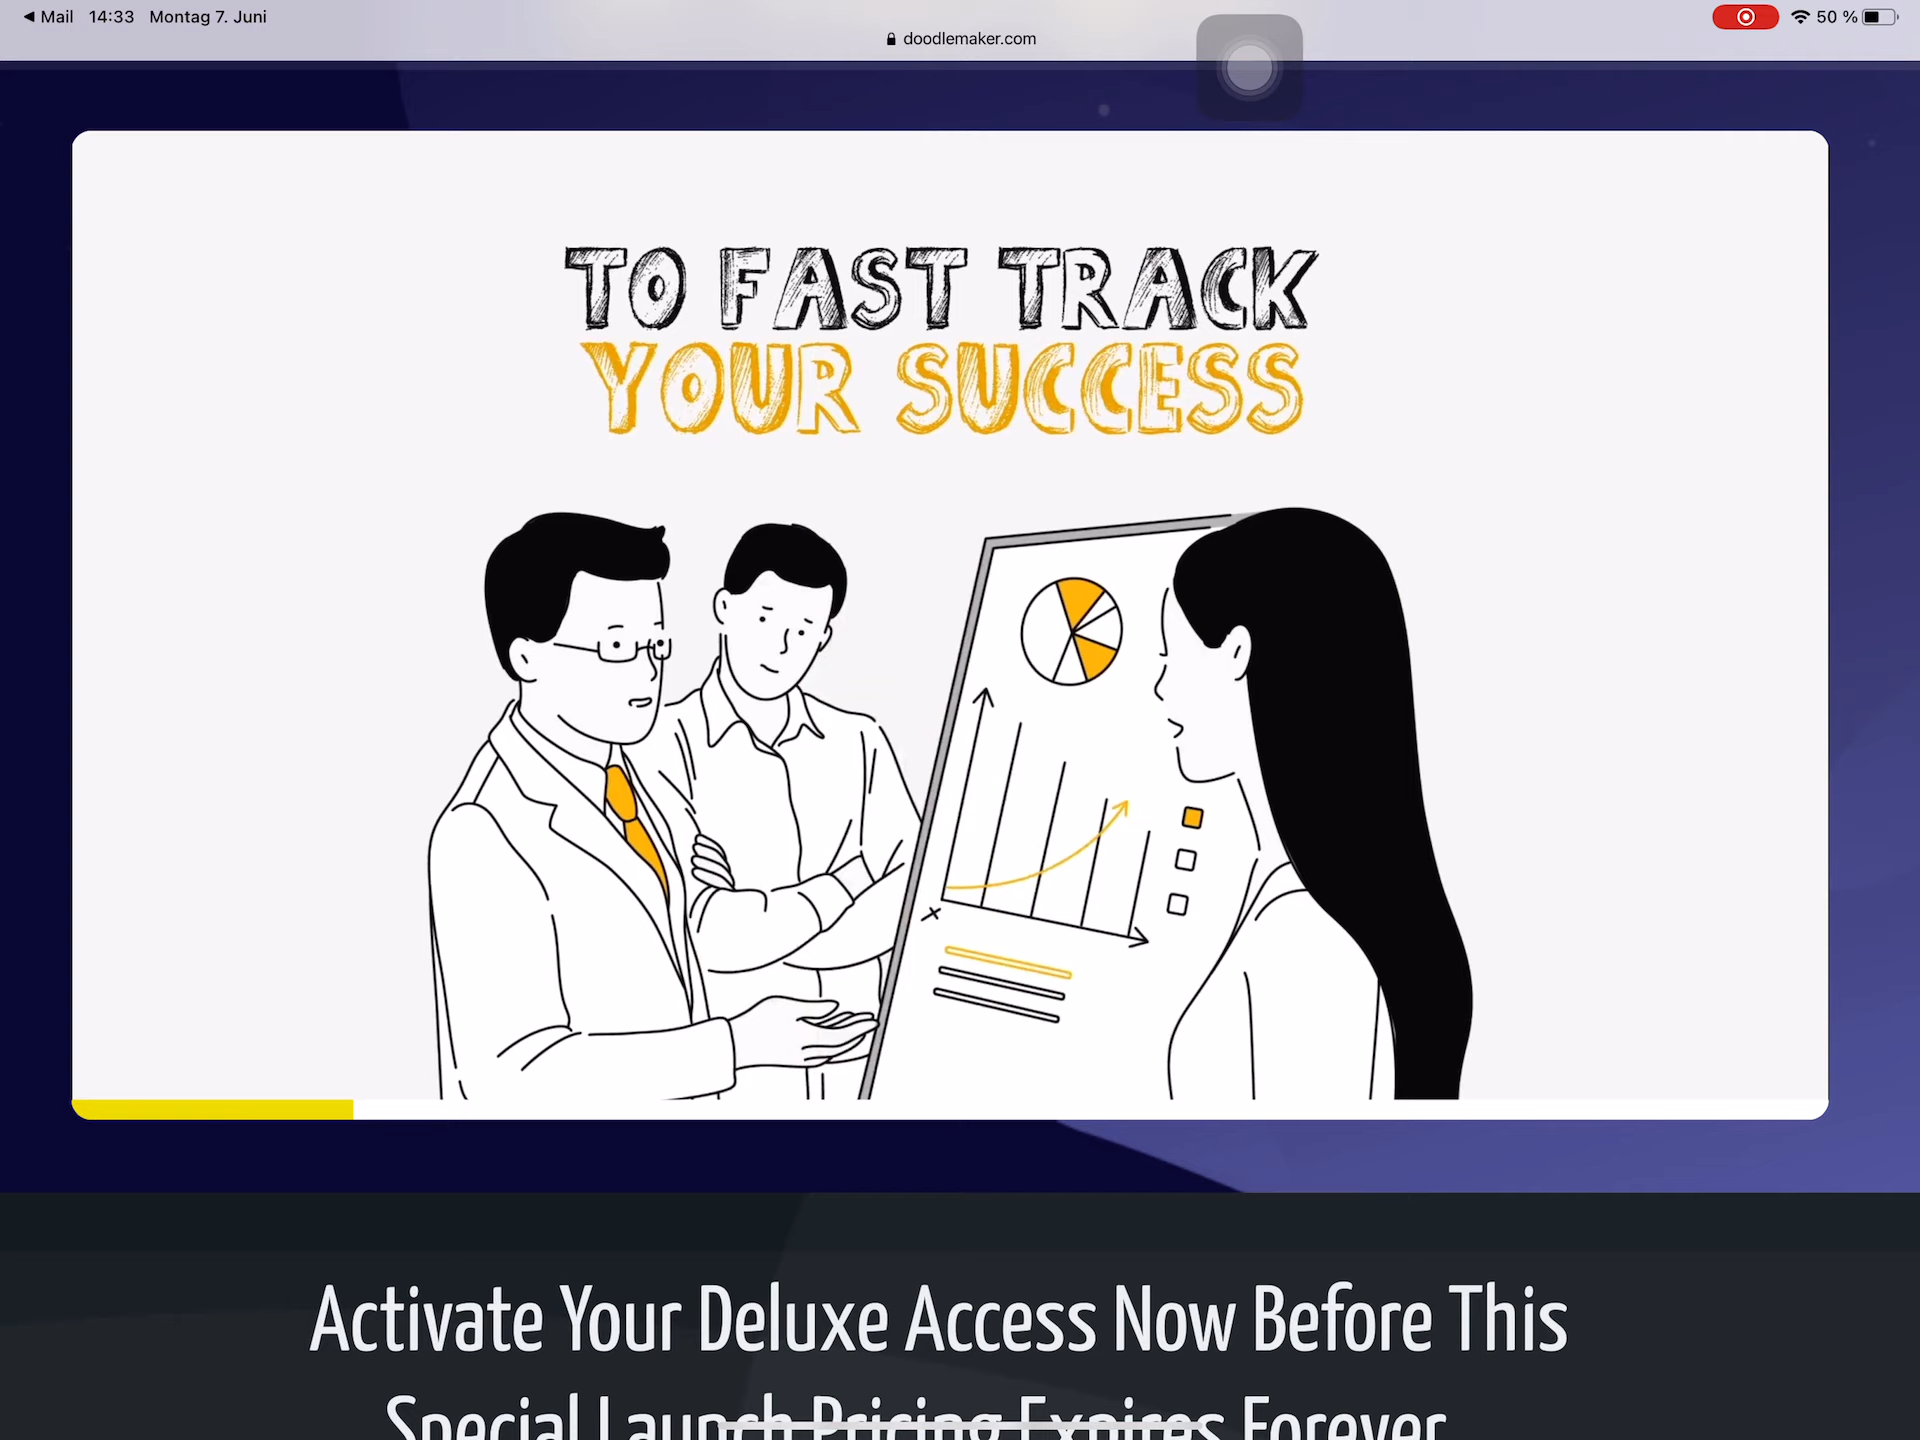 Mail 14:33 Montag 7. Juni
50 %
doodlemaker.com
TO FAST TRACK
YOUR SUCCESS
Activate Your Deluxe Access Now Before This
Special Launch Pricing Expires Forever